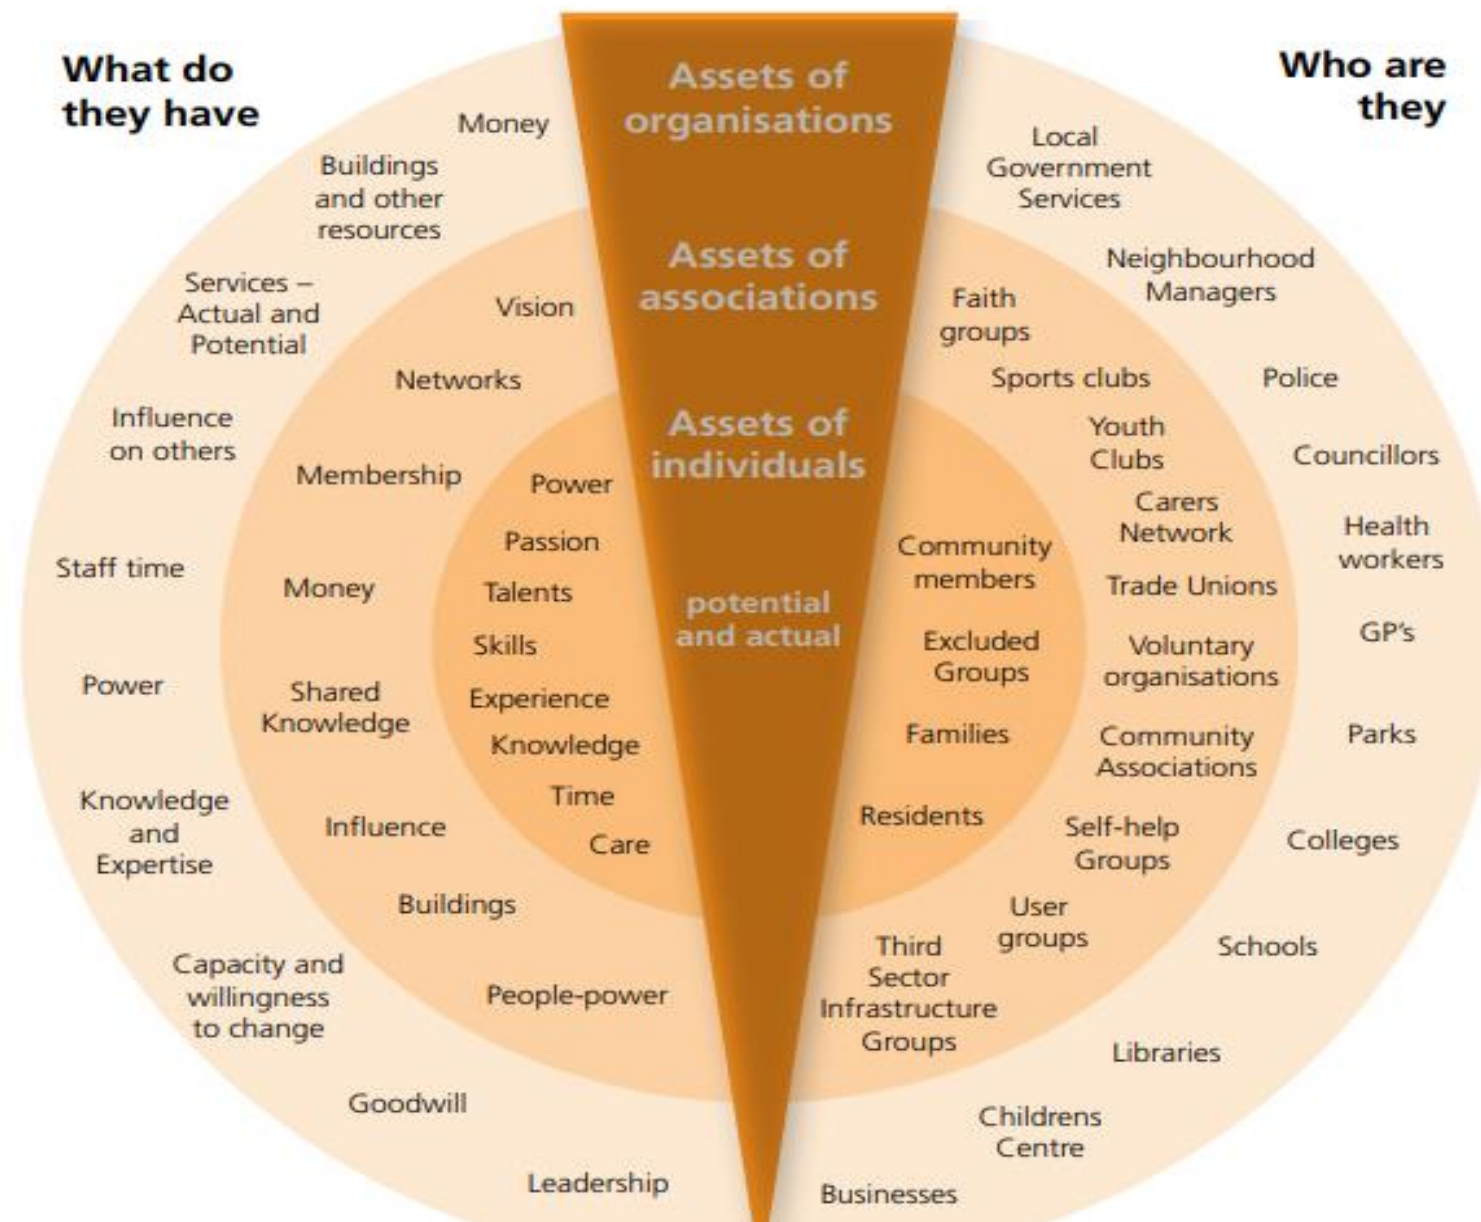 What do
they have
Who are
they
Assets of
organisations
Assets of
associations
Assets of
individuals
potential
and actual
Money
Buildings
and other
resources
Services –
Actual and
Potential
Influence
on others
Staff time
Power
Knowledge
and
Expertise
Capacity and
willingness
to change
Goodwill
Leadership
Vision
Networks
Membership
Money
Shared
Knowledge
Influence
Buildings
People-power
Power
Passion
Talents
Skills
Experience
Knowledge
Time
Care
Community
members
Excluded
Groups
Families
Residents
Faith
groups
Sports clubs
Youth
Clubs
Carers
Network
Trade Unions
Voluntary
organisations
Community
Associations
Self-help
Groups
User
groups
Third
Sector
Infrastructure
Groups
Local
Government
Services
Neighbourhood
Managers
Police
Councillors
Health
workers
GP's
Parks
Colleges
Schools
Libraries
Childrens
Centre
Businesses